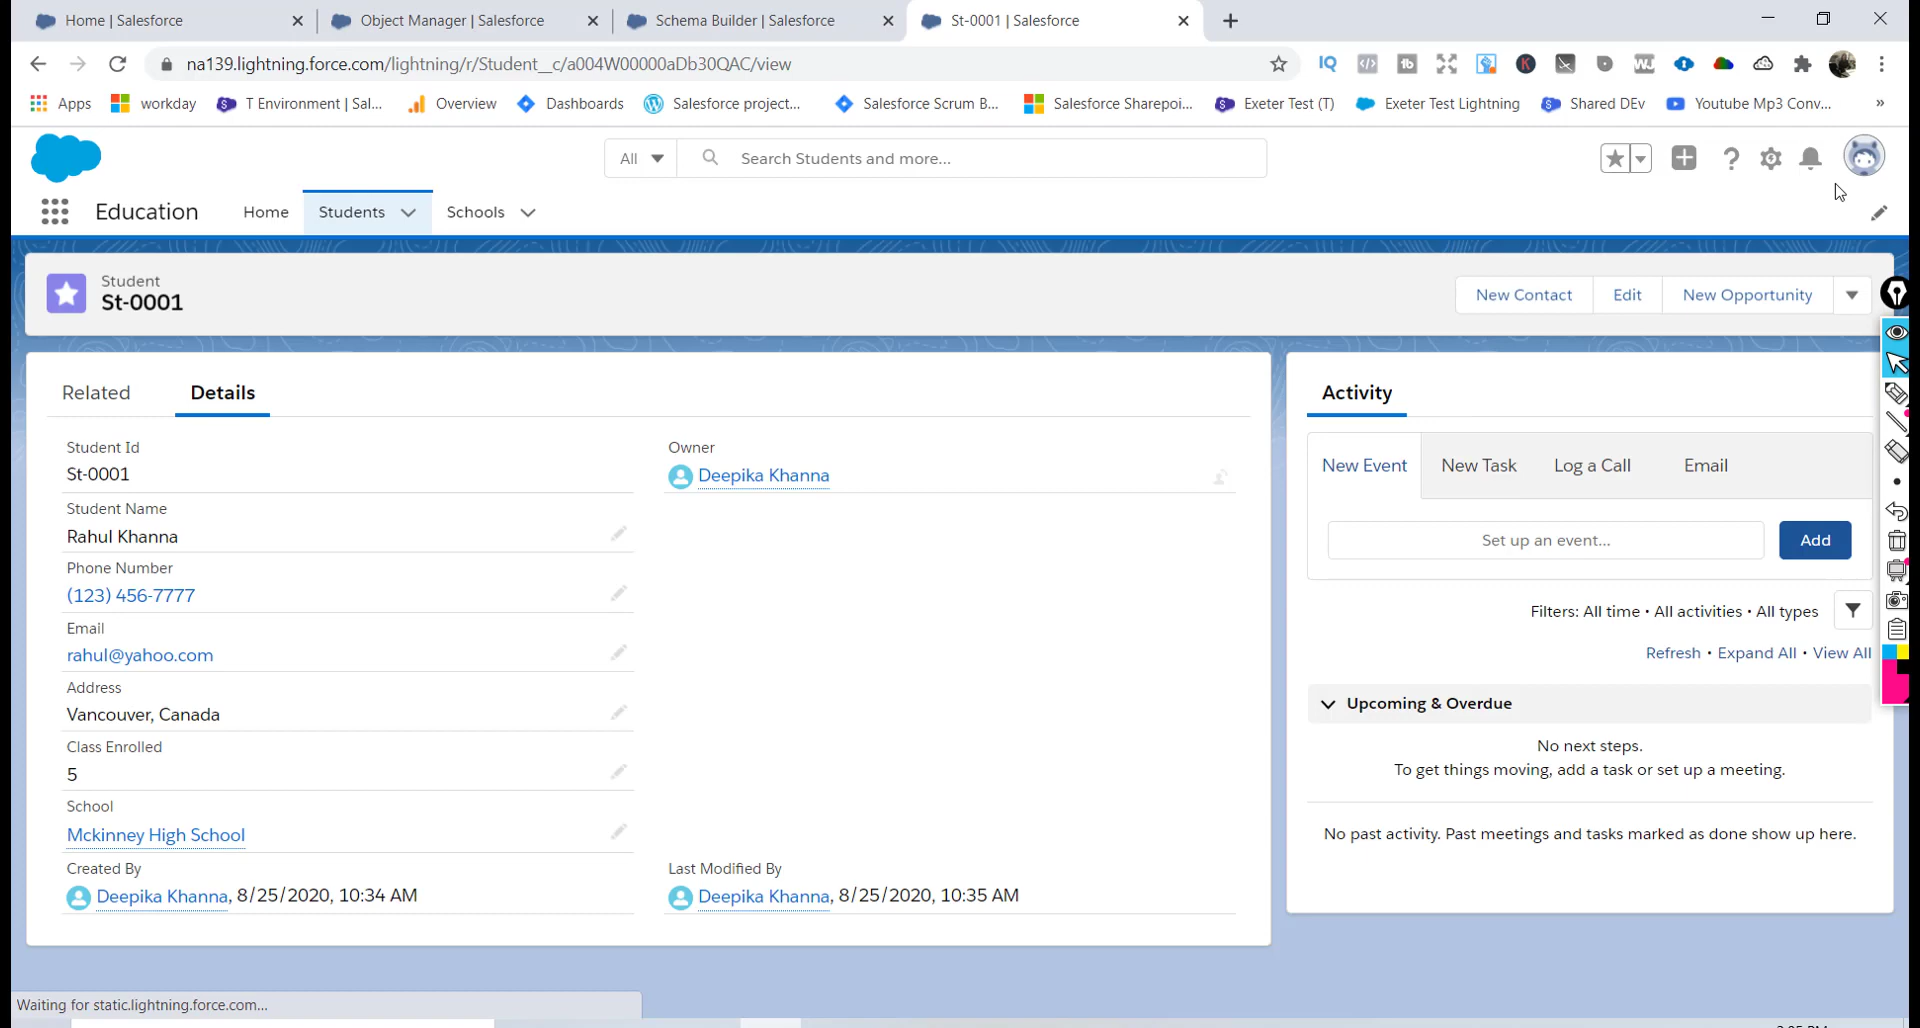 Home | Salesforce
Object Manager | Salesforce
Schema Builder | Salesforce
St-0001 | Salesforce
na139.lightning.force.com/lightning/r/Student__c/a004W00000aDb30QAC/view
Apps
workday
T Environment | Sal...
Overview
Dashboards
Salesforce project...
Salesforce Scrum B...
Salesforce Sharepoi...
Exeter Test (T)
Exeter Test Lightning
Shared DEv
Youtube Mp3 Conv...
»
All
Search Students and more...
Education
Home
Students
Schools
Student
St-0001
New Contact
Edit
New Opportunity
Related
Details
Student Id
St-0001
Owner
Deepika Khanna
Student Name
Rahul Khanna
Phone Number
(123) 456-7777
Email
rahul@yahoo.com
Address
Vancouver, Canada
Class Enrolled
5
School
Mckinney High School
Created By
Deepika Khanna, 8/25/2020, 10:34 AM
Last Modified By
Deepika Khanna, 8/25/2020, 10:35 AM
Activity
New Event
New Task
Log a Call
Email
Set up an event...
Add
Filters: All time • All activities • All types
Refresh • Expand All • View All
Upcoming & Overdue
No next steps.
To get things moving, add a task or set up a meeting.
No past activity. Past meetings and tasks marked as done show up here.
Waiting for static.lightning.force.com...